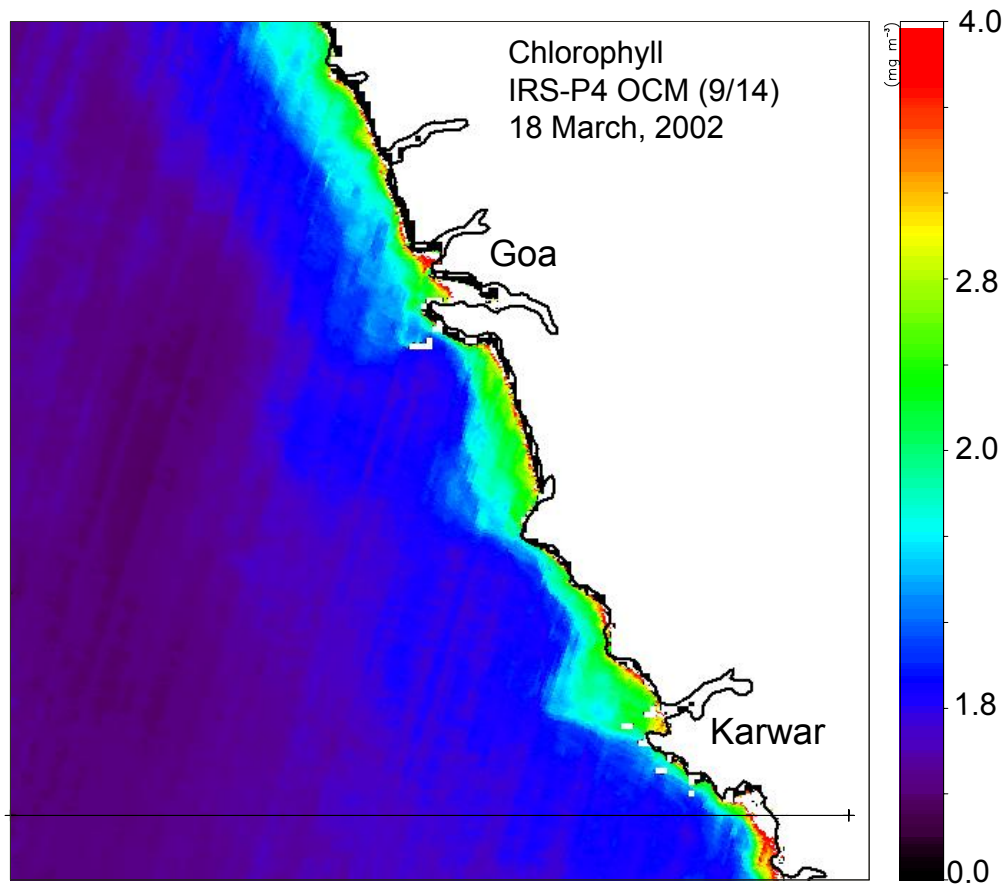 Chlorophyll
IRS-P4 OCM (9/14)
18 March, 2002
Goa
Karwar
4.0
(mg m⁻³)
2.8
2.0
1.8
0.0